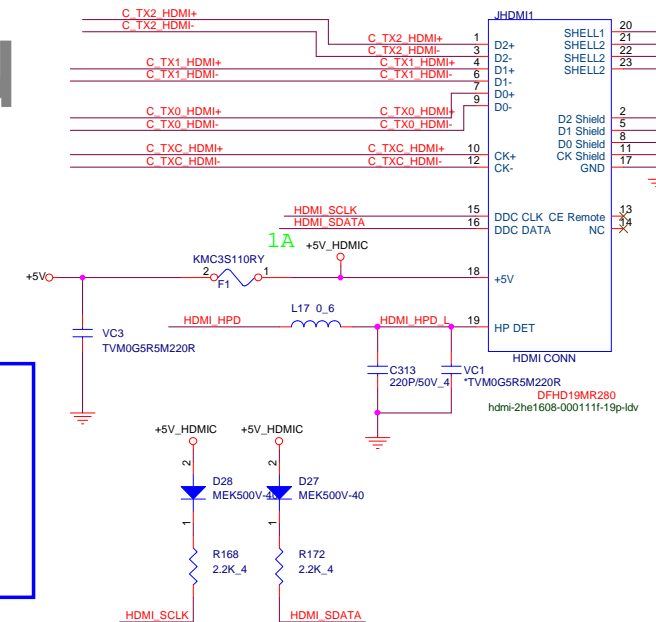 C_TX2_HDMI+
C_TX2_HDMI-
JHDMI1
C_TX2_HDMI+ 1 D2+ SHELL1 20
C_TX2_HDMI- 3 D2- SHELL2 21
C_TX1_HDMI+ C_TX1_HDMI+ 4 D1+ SHELL2 22
C_TX1_HDMI- C_TX1_HDMI- 6 D1- SHELL2 23
7 D0+
C_TX0_HDMI+ C_TX0_HDMI+ 9 D0- D2 Shield 2
C_TX0_HDMI- C_TX0_HDMI- D1 Shield 5
D0 Shield 8
C_TXC_HDMI+ C_TXC_HDMI+ 10 CK+ CK Shield 11
C_TXC_HDMI- C_TXC_HDMI- 12 CK- GND 17
HDMI_SCLK 15 DDC CLK CE Remote 13
HDMI_SDATA 16 DDC DATA NC 14
1A +5V_HDMIC
KMC3S110RY
+5V 2 1 18 +5V
F1
L17 0_6
HDMI_HPD HDMI_HPD_L 19 HP DET
VC3
TVM0G5R5M220R
HDMI CONN
C313 VC1
220P/50V_4 *TVM0G5R5M220R
DFHD19MR280
hdmi-2he1608-000111f-19p-ldv
+5V_HDMIC +5V_HDMIC
2 2
D28 D27
MEK500V-40 MEK500V-40
1 1
R168 R172
2.2K_4 2.2K_4
HDMI_SCLK HDMI_SDATA